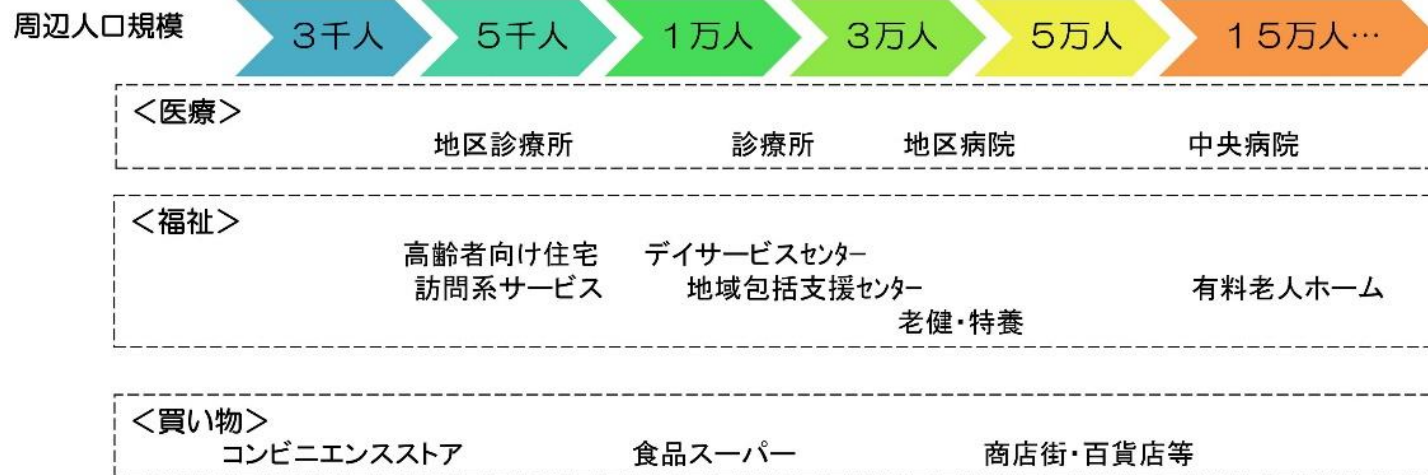 周辺人口規模 3千人 5千人 1万人 3万人 5万人 15万人…
＜医療＞
地区診療所 診療所 地区病院 中央病院
＜福祉＞
高齢者向け住宅 デイサービスセンター
訪問系サービス 地域包括支援センター 有料老人ホーム
老健・特養
＜買い物＞
コンビニエンスストア 食品スーパー 商店街・百貨店等